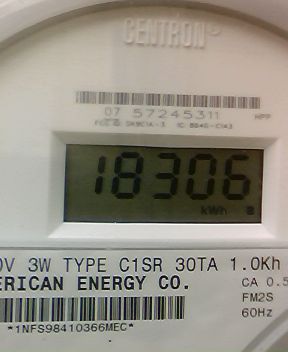 CENTRON®
07 57245311
HPP
18306
kWh
0V 3W TYPE C1SR 30TA 1.0Kh
ERICAN ENERGY CO.
CA 0.5
FM2S
60Hz
*1NFS98410366MEC*